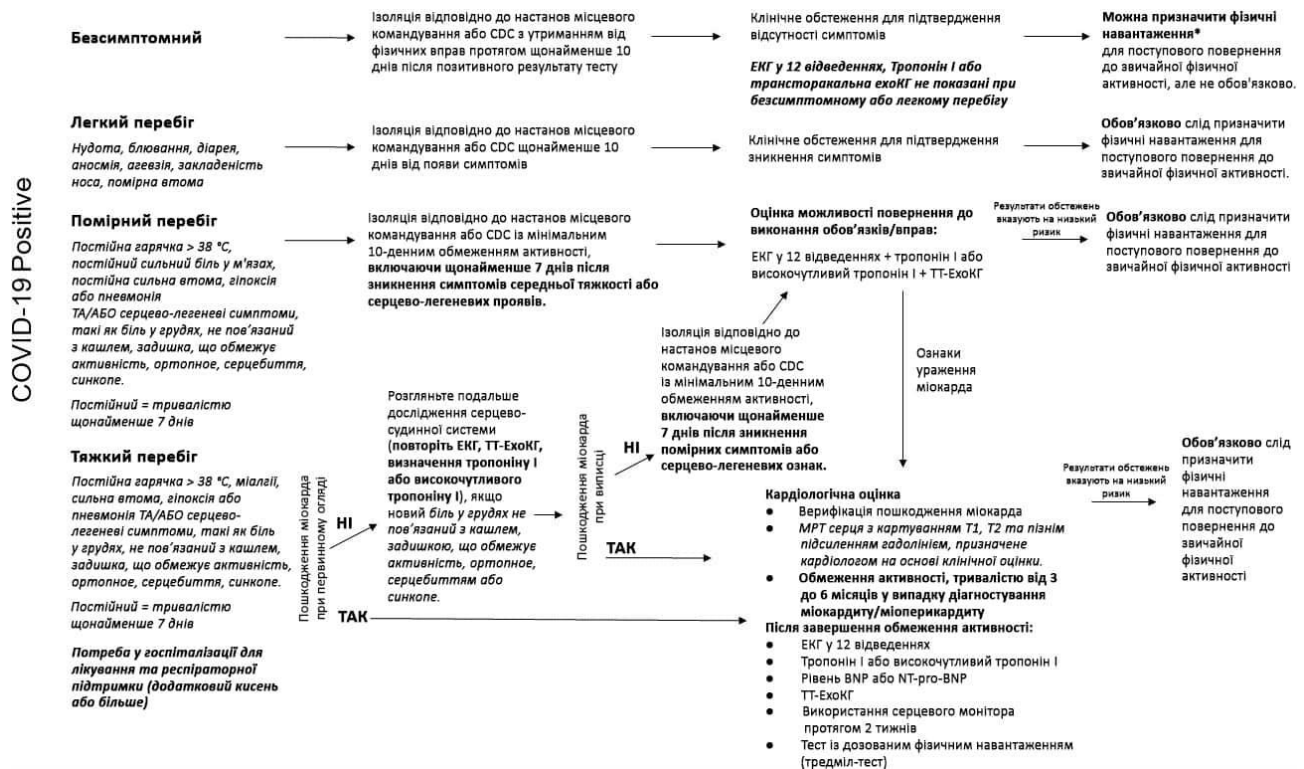 COVID-19 Positive
Безсимптомний
Ізоляція відповідно до настанов місцевого
командування або CDC з утриманням від
фізичних вправ протягом щонайменше 10
днів після позитивного результату тесту
Клінічне обстеження для підтвердження
відсутності симптомів
ЕКГ у 12 відведеннях, Тропонін I або
трансторакальна ехоКГ не показані при
безсимптомному або легкому перебігу
Можна призначити фізичні
навантаження*
для поступового повернення
до звичайної фізичної
активності, але не обов'язково.
Легкий перебіг
Нудота, блювання, діарея,
аносмія, агевзія, закладеність
носа, помірна втома
Ізоляція відповідно до настанов місцевого
командування або CDC щонайменше 10
днів від появи симптомів
Клінічне обстеження для підтвердження
зникнення симптомів
Обов’язково слід призначити
фізичні навантаження для
поступового повернення до
звичайної фізичної активності.
Помірний перебіг
Постійна гарячка > 38 °C,
постійний сильний біль у м'язах,
постійна сильна втома, гіпоксія
або пневмонія
ТА/АБО серцево-легеневі симптоми,
такі як біль у грудях, не пов’язаний
з кашлем, задишка, що обмежує
активність, ортопное, серцебиття,
синкопе.
Постійний = тривалістю
щонайменше 7 днів
Ізоляція відповідно до настанов місцевого
командування або CDC із мінімальним
10-денним обмеженням активності,
включаючи щонайменше 7 днів після
зникнення симптомів середньої тяжкості або
серцево-легеневих проявів.
Оцінка можливості повернення до
виконання обов’язків/вправ:
ЕКГ у 12 відведеннях + тропонін I або
високочутливий тропонін I + ТТ-ЕхоКГ
Результати обстежень
вказують на низький
ризик
Обов’язково слід призначити
фізичні навантаження для
поступового повернення до
звичайної фізичної активності
Ознаки
ураження
міокарда
Тяжкий перебіг
Постійна гарячка > 38 °C, міалгії,
сильна втома, гіпоксія або
пневмонія ТА/АБО серцево-
легеневі симптоми, такі як біль
у грудях, не пов’язаний з кашлем,
задишка, що обмежує активність,
ортопное, серцебиття, синкопе.
Постійний = тривалістю
щонайменше 7 днів
Потреба у госпіталізації для
лікування та респіраторної
підтримки (додатковий кисень
або більше)
Пошкодження міокарда
при первинному огляді
НІ
ТАК
Розгляньте подальше
дослідження серцево-
судинної системи
(повторіть ЕКГ, ТТ-ЕхоКГ,
визначення тропоніну I
або високочутливого
тропоніну I), якщо
новий біль у грудях не
пов’язаний з кашлем,
задишкою, що обмежує
активність, ортопное,
серцебиттям або
синкопе.
Пошкодження міокарда
при виписці
НІ
ТАК
Ізоляція відповідно до
настанов місцевого
командування або CDC
із мінімальним 10-денним
обмеженням активності,
включаючи щонайменше
7 днів після зникнення
помірних симптомів або
серцево-легеневих ознак.
Кардіологічна оцінка
● Верифікація пошкодження міокарда
● МРТ серця з картуванням T1, T2 та пізнім
підсиленням гадолінієм, призначене
кардіологом на основі клінічної оцінки.
● Обмеження активності, тривалістю від 3
до 6 місяців у випадку діагностування
міокардиту/міоперикардиту
Після завершення обмеження активності:
● ЕКГ у 12 відведеннях
● Тропонін I або високочутливий тропонін I
● Рівень BNP або NT-pro-BNP
● ТТ-ЕхоКГ
● Використання серцевого монітора
протягом 2 тижнів
● Тест із дозованим фізичним навантаженням
(тредміл-тест)
Результати обстежень
вказують на низький
ризик
Обов’язково слід
призначити
фізичні
навантаження
для поступового
повернення до
звичайної
фізичної
активності